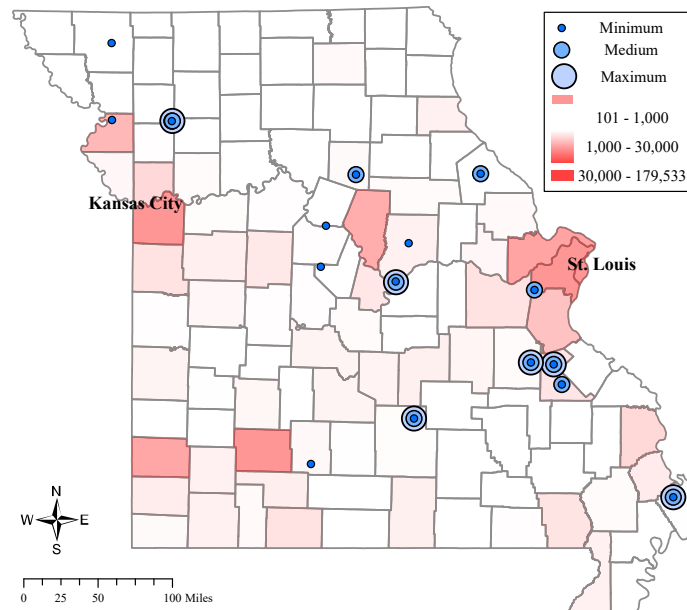 Minimum
Medium
Maximum
101 - 1,000
1,000 - 30,000
30,000 - 179,533
Kansas City
St. Louis
N
W E
S
0 25 50 100 Miles